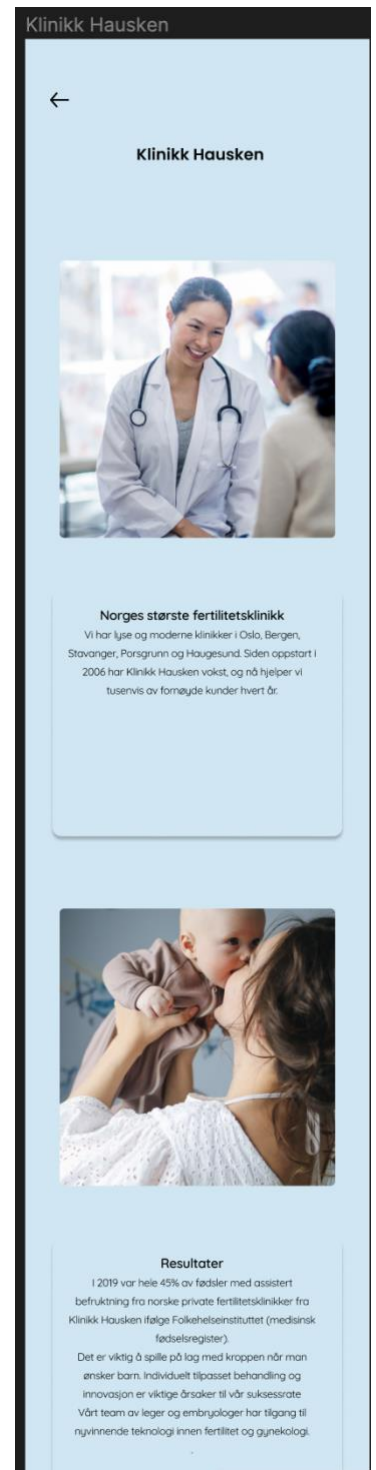 Klinikk Hausken
Klinikk Hausken
Norges største fertilitetsklinikk
Vi har lyse og moderne klinikker i Oslo, Bergen,
Stavanger, Porsgrunn og Haugesund. Siden oppstart i
2006 har Klinikk Hausken vokst, og nå hjelper vi
tusenvis av fornøyde kunder hvert år.
Resultater
I 2019 var hele 45% av fødsler med assistert
befruktning fra norske private fertilitetsklinikker fra
Klinikk Hausken ifølge Folkehelseinstituttet (medisinsk
fødselsregister).
Det er viktig å spille på lag med kroppen når man
ønsker barn. Individuelt tilpasset behandling og
innovasjon er viktige årsaker til vår suksessrate
Vårt team av leger og embryologer har tilgang til
nyvinnende teknologi innen fertilitet og gynekologi.
.